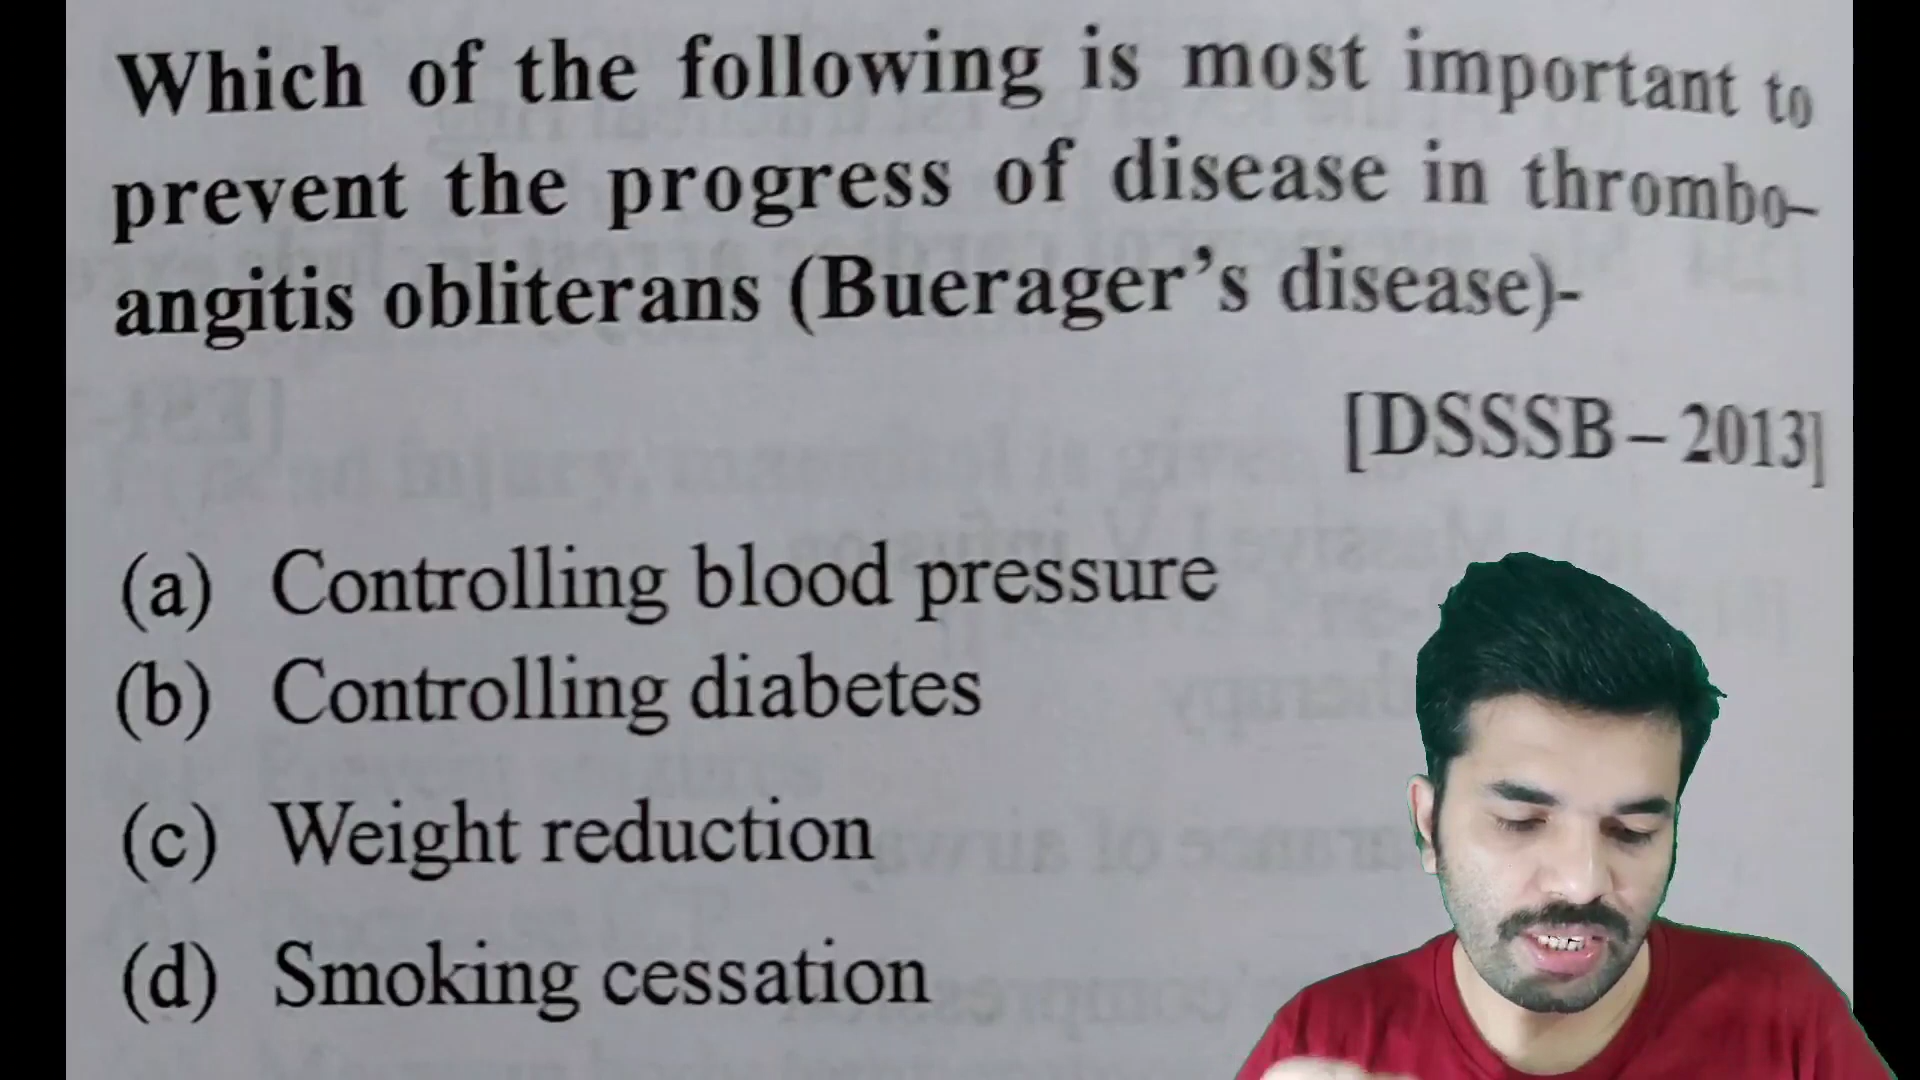 Which of the following is most important to
prevent the progress of disease in thrombo-
angitis obliterans (Buerager's disease)-
[DSSSB – 2013]
(a) Controlling blood pressure
(b) Controlling diabetes
(c) Weight reduction
(d) Smoking cessation